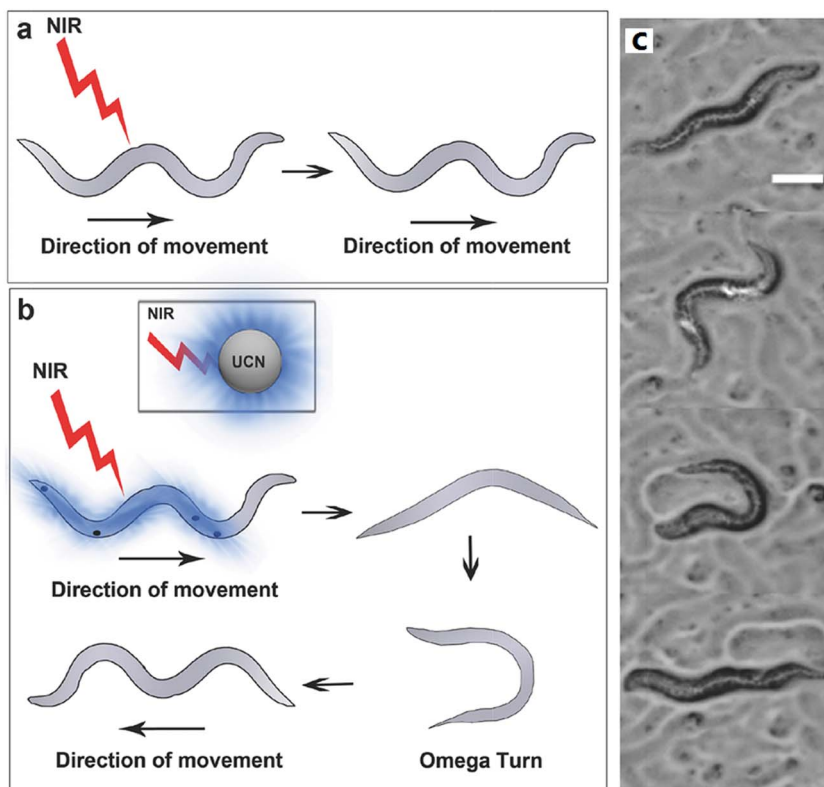 a
NIR
Direction of movement
Direction of movement
b
NIR
UCN
NIR
Direction of movement
Direction of movement
Omega Turn
c